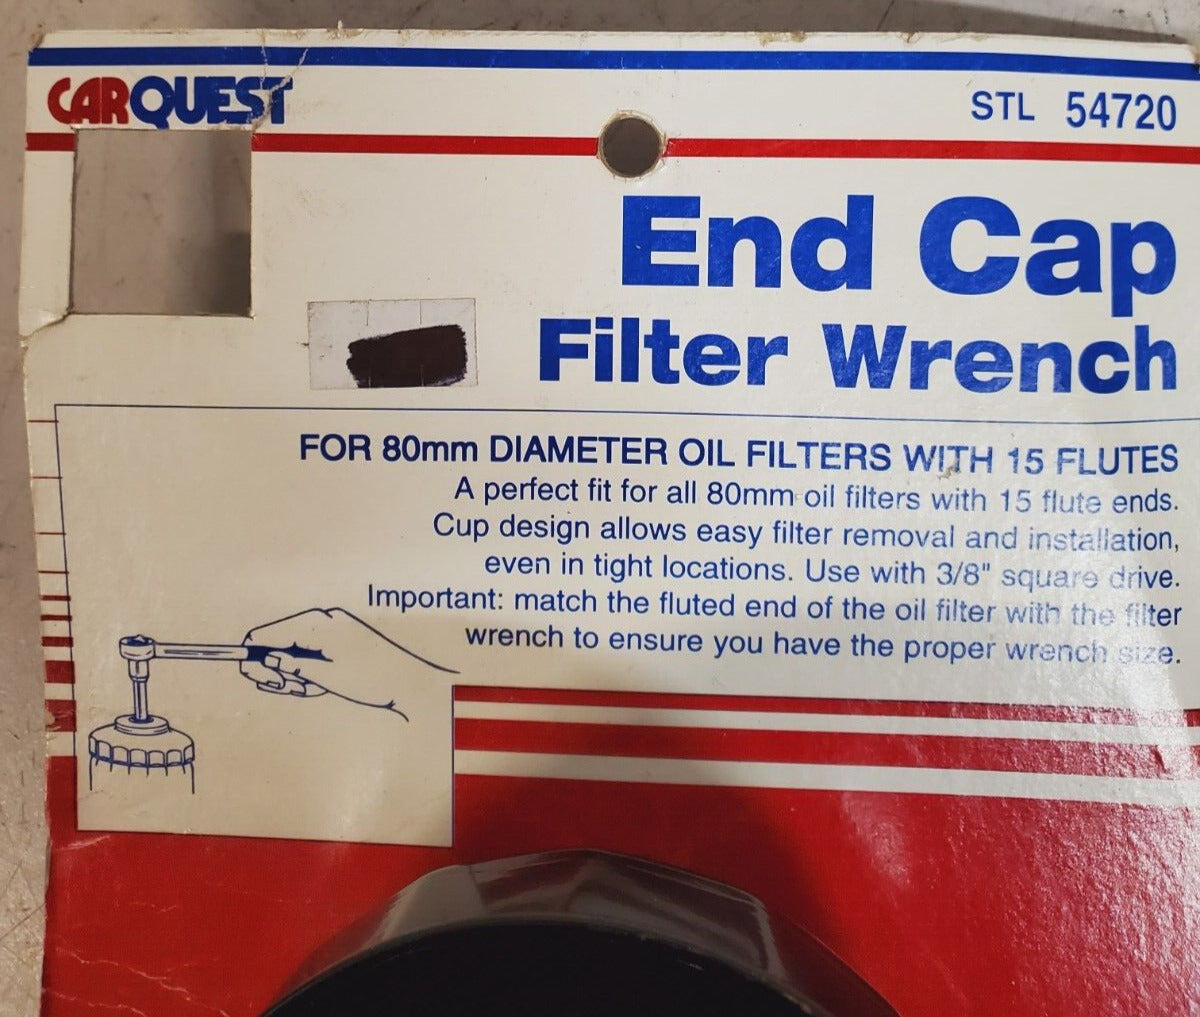 CARQUEST
STL 54720
End Cap
Filter Wrench
FOR 80mm DIAMETER OIL FILTERS WITH 15 FLUTES
A perfect fit for all 80mm oil filters with 15 flute ends.
Cup design allows easy filter removal and installation,
even in tight locations. Use with 3/8" square drive.
Important: match the fluted end of the oil filter with the filter
wrench to ensure you have the proper wrench size.